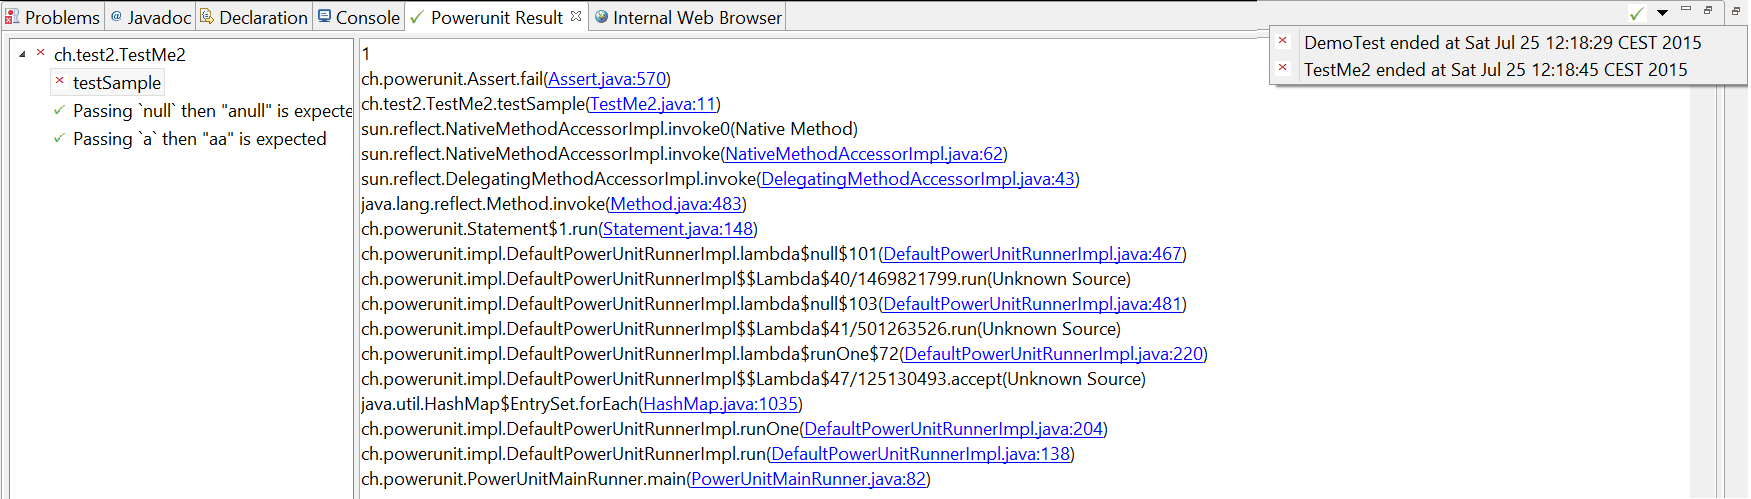 Problems @ Javadoc Declaration Console Powerunit Result Internal Web Browser
DemoTest ended at Sat Jul 25 12:18:29 CEST 2015
TestMe2 ended at Sat Jul 25 12:18:45 CEST 2015
ch.test2.TestMe2
testSample
Passing `null` then "anull" is expecte
Passing `a` then "aa" is expected
1
ch.powerunit.Assert.fail(Assert.java:570)
ch.test2.TestMe2.testSample(TestMe2.java:11)
sun.reflect.NativeMethodAccessorImpl.invoke0(Native Method)
sun.reflect.NativeMethodAccessorImpl.invoke(NativeMethodAccessorImpl.java:62)
sun.reflect.DelegatingMethodAccessorImpl.invoke(DelegatingMethodAccessorImpl.java:43)
java.lang.reflect.Method.invoke(Method.java:483)
ch.powerunit.Statement$1.run(Statement.java:148)
ch.powerunit.impl.DefaultPowerUnitRunnerImpl.lambda$null$101(DefaultPowerUnitRunnerImpl.java:467)
ch.powerunit.impl.DefaultPowerUnitRunnerImpl$$Lambda$40/1469821799.run(Unknown Source)
ch.powerunit.impl.DefaultPowerUnitRunnerImpl.lambda$null$103(DefaultPowerUnitRunnerImpl.java:481)
ch.powerunit.impl.DefaultPowerUnitRunnerImpl$$Lambda$41/501263526.run(Unknown Source)
ch.powerunit.impl.DefaultPowerUnitRunnerImpl.lambda$runOne$72(DefaultPowerUnitRunnerImpl.java:220)
ch.powerunit.impl.DefaultPowerUnitRunnerImpl$$Lambda$47/125130493.accept(Unknown Source)
java.util.HashMap$EntrySet.forEach(HashMap.java:1035)
ch.powerunit.impl.DefaultPowerUnitRunnerImpl.runOne(DefaultPowerUnitRunnerImpl.java:204)
ch.powerunit.impl.DefaultPowerUnitRunnerImpl.run(DefaultPowerUnitRunnerImpl.java:138)
ch.powerunit.PowerUnitMainRunner.main(PowerUnitMainRunner.java:82)